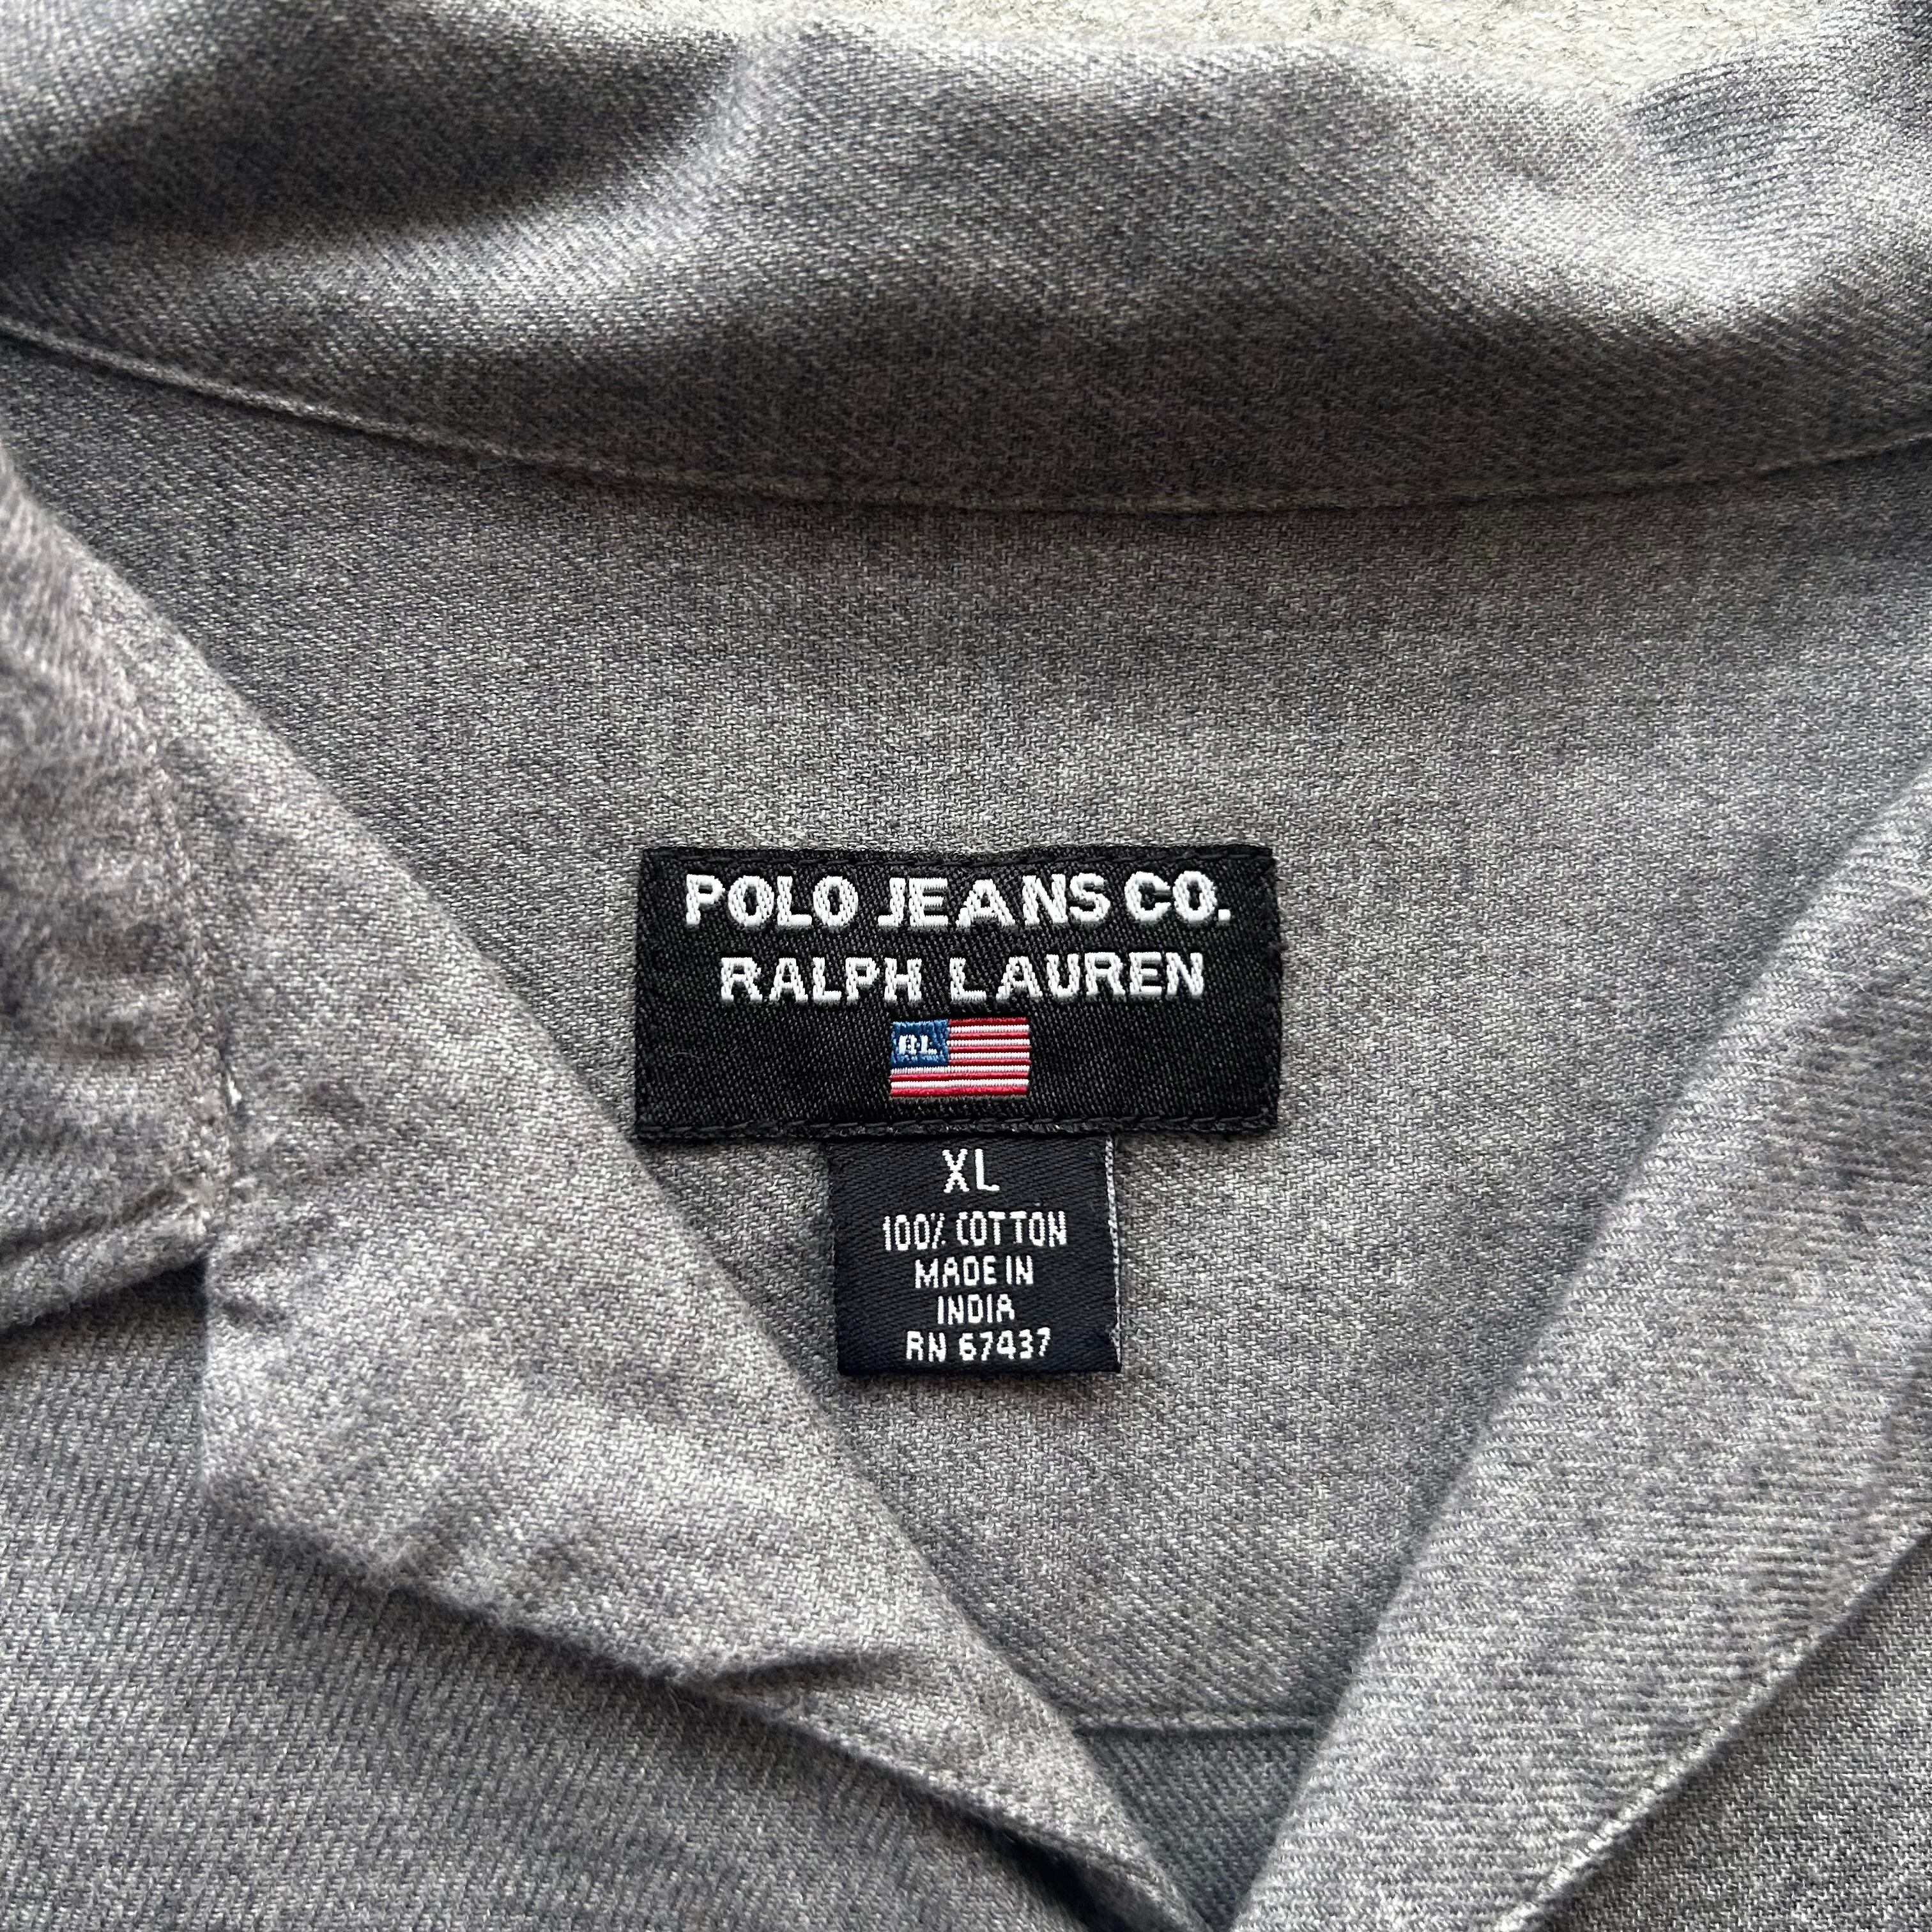 POLO JEANS CO.
RALPH LAUREN
RL
XL
100% COTTON
MADE IN
INDIA
RN 67437